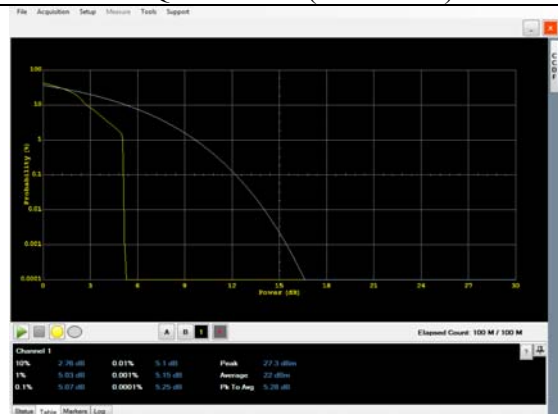 File Acquisition Setup Measure Tools Support
CCDF
100
10
1
0.1
0.01
0.001
0.0001
Probability (%)
0 3 6 9 12 15 18 21 24 27 30
Power (dB)
A B 1
Elapsed Count: 100 M / 100 M
Channel 1
10% 2.76 dB 0.01% 5.1 dB Peak 27.3 dBm
1% 5.03 dB 0.001% 5.15 dB Average 22 dBm
0.1% 5.07 dB 0.0001% 5.25 dB Pk To Avg 5.28 dB
Status Table Markers Log